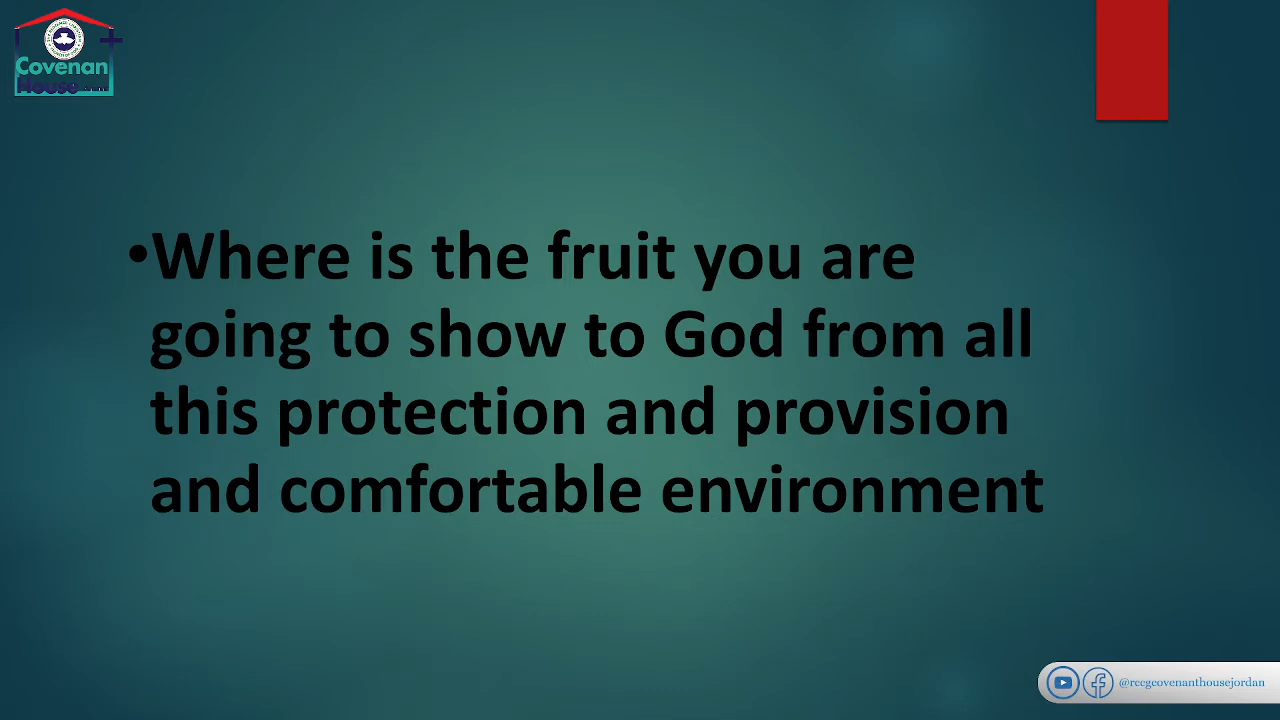 Covenan
House
•Where is the fruit you are
going to show to God from all
this protection and provision
and comfortable environment
@rccgcovenanthousejordan